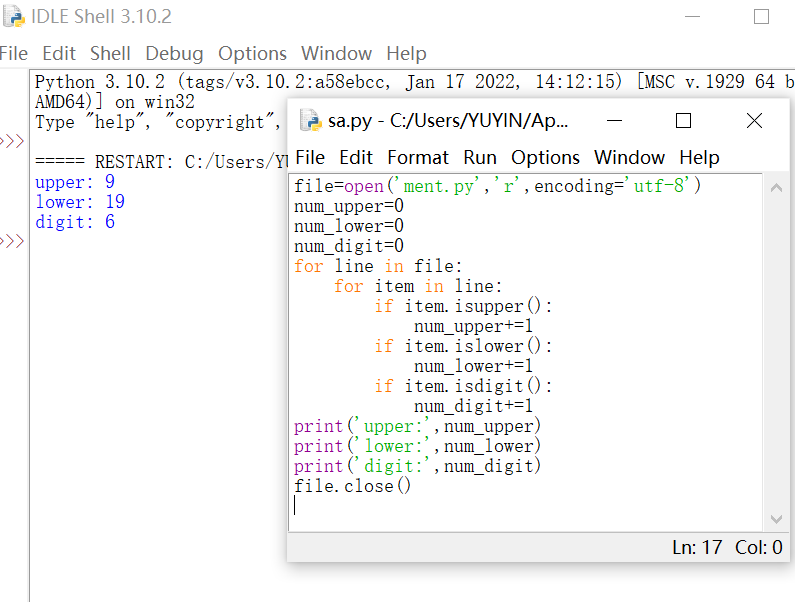 IDLE Shell 3.10.2
File Edit Shell Debug Options Window Help
Python 3.10.2 (tags/v3.10.2:a58ebcc, Jan 17 2022, 14:12:15) [MSC v.1929 64 b
AMD64)] on win32
Type "help", "copyright",
>>>
===== RESTART: C:/Users/YU
upper: 9
lower: 19
digit: 6
>>>
sa.py - C:/Users/YUYIN/Ap...
File Edit Format Run Options Window Help
file=open('ment.py','r',encoding='utf-8')
num_upper=0
num_lower=0
num_digit=0
for line in file:
    for item in line:
        if item.isupper():
            num_upper+=1
        if item.islower():
            num_lower+=1
        if item.isdigit():
            num_digit+=1
print('upper:',num_upper)
print('lower:',num_lower)
print('digit:',num_digit)
file.close()
Ln: 17 Col: 0